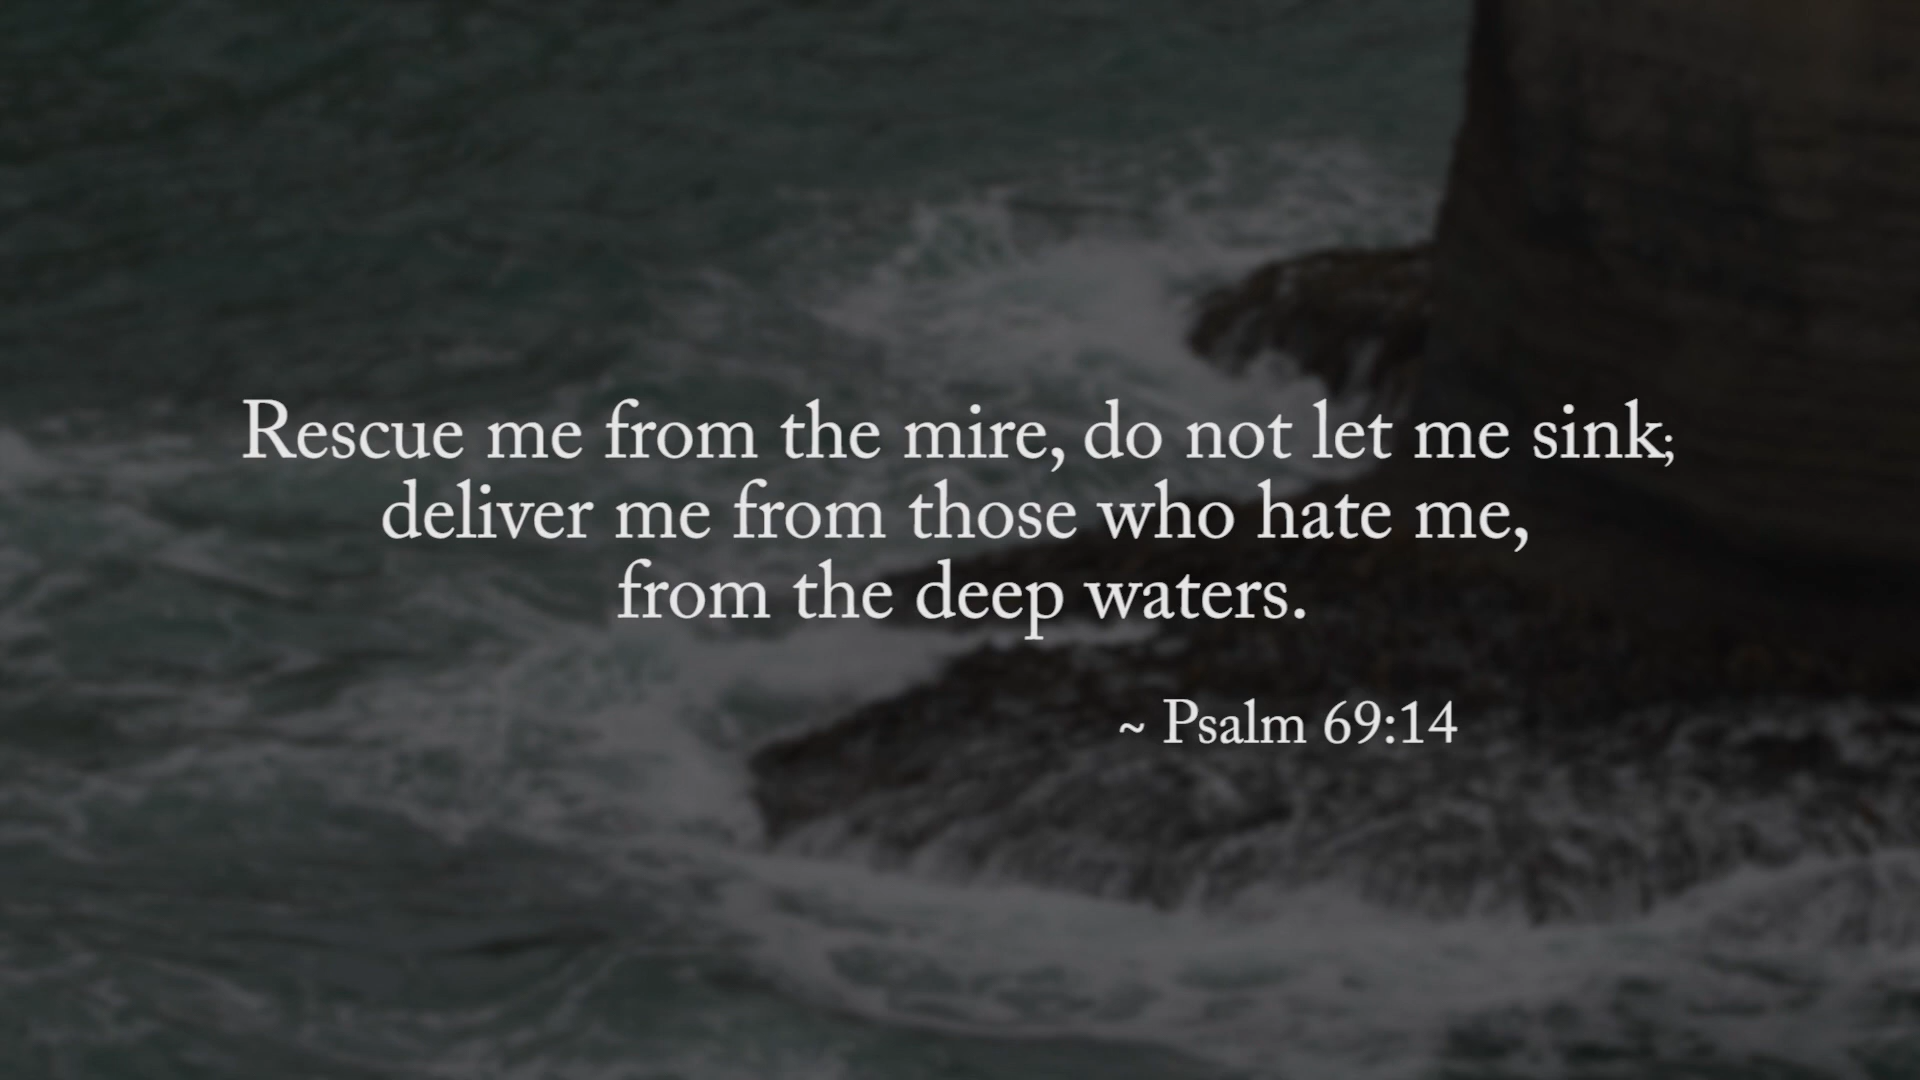 Rescue me from the mire, do not let me sink;
deliver me from those who hate me,
from the deep waters.
~ Psalm 69:14